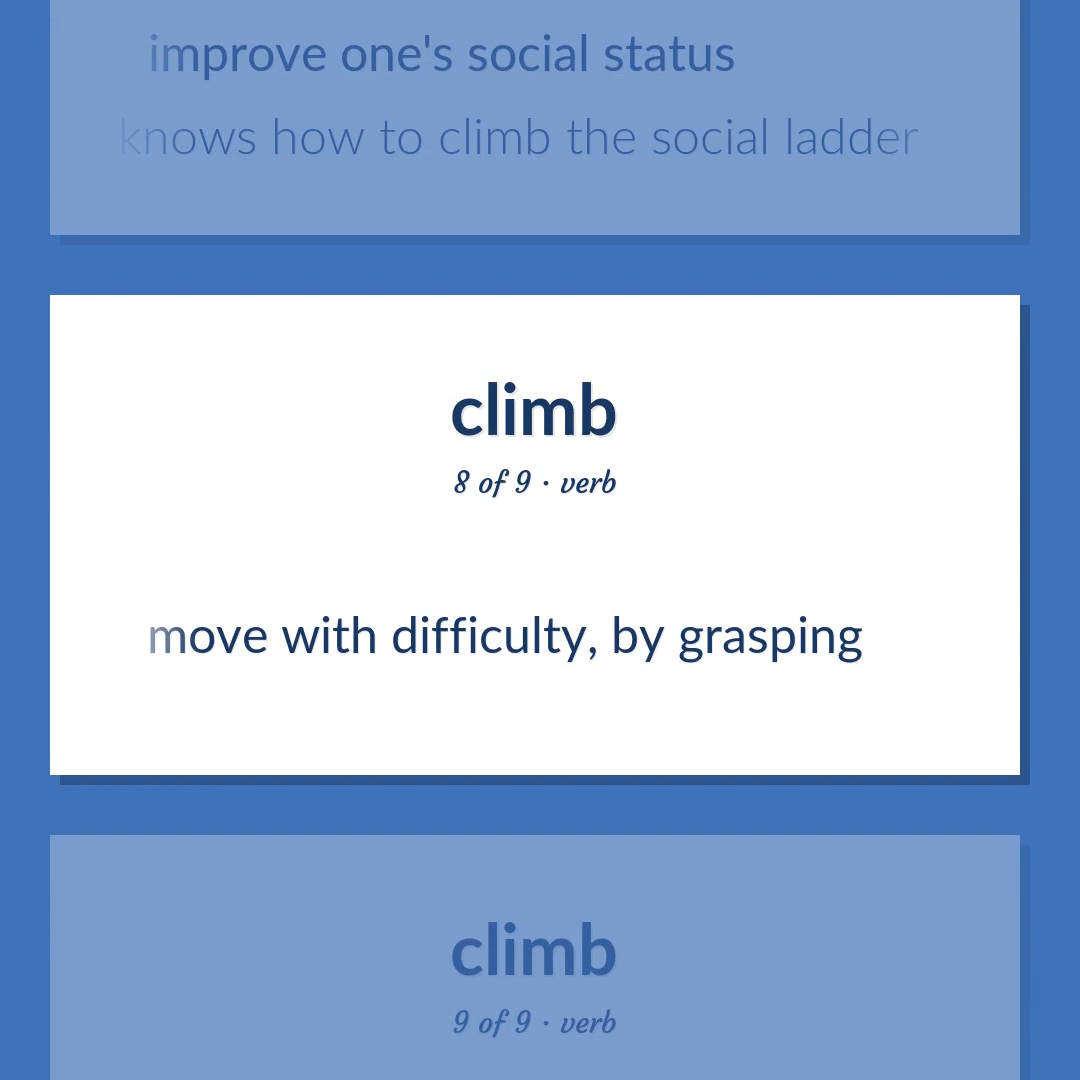 improve one's social status
knows how to climb the social ladder
climb
8 of 9 · verb
move with difficulty, by grasping
climb
9 of 9 · verb